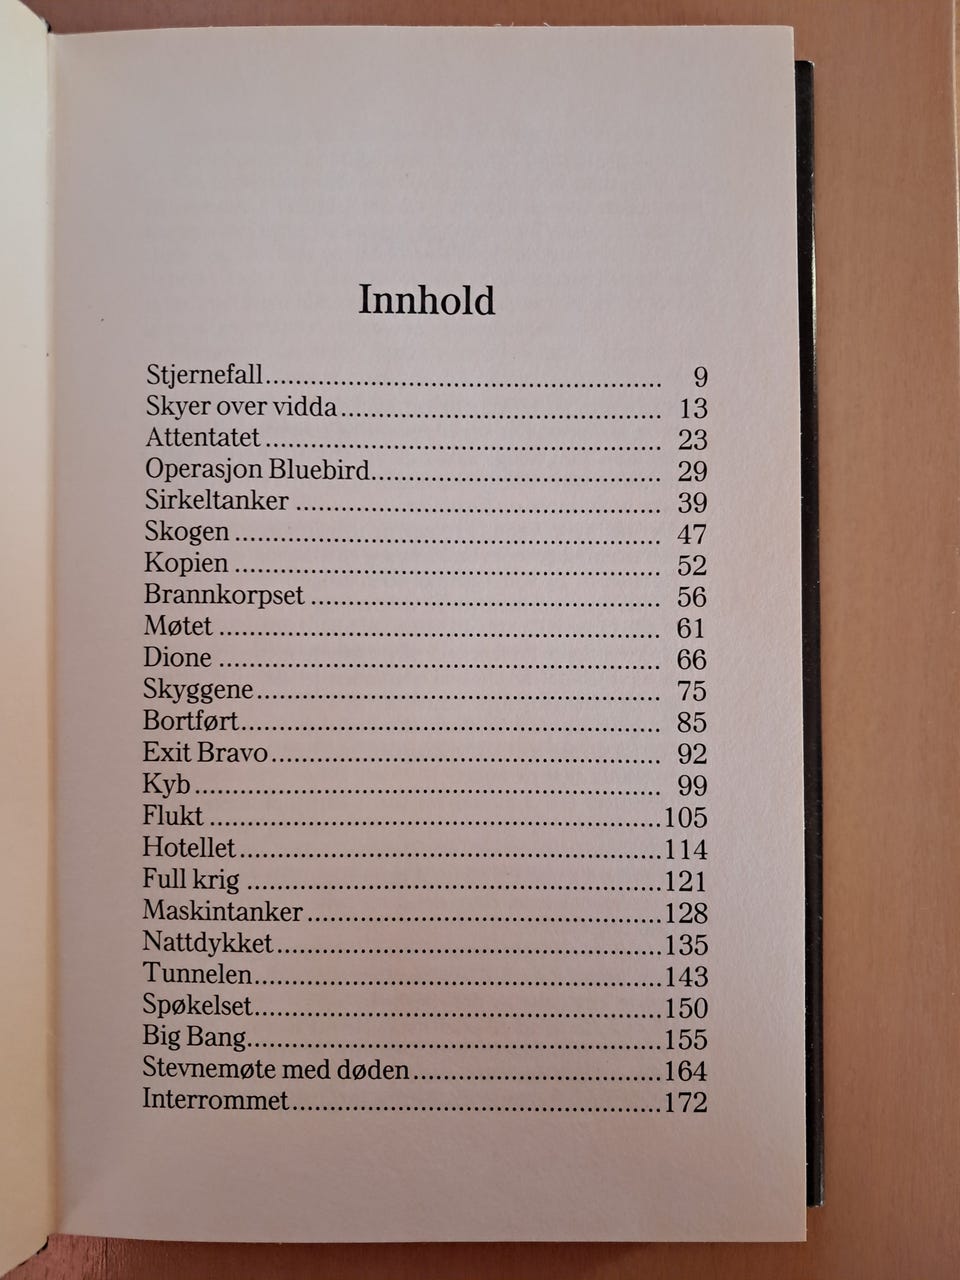 Innhold
Stjernefall ........ 9
Skyer over vidda ........ 13
Attentatet ........ 23
Operasjon Bluebird ........ 29
Sirkeltanker ........ 39
Skogen ........ 47
Kopien ........ 52
Brannkorpset ........ 56
Møtet ........ 61
Dione ........ 66
Skyggene ........ 75
Bortført ........ 85
Exit Bravo ........ 92
Kyb ........ 99
Flukt ........ 105
Hotellet ........ 114
Full krig ........ 121
Maskintanker ........ 128
Nattdykket ........ 135
Tunnelen ........ 143
Spøkelset ........ 150
Big Bang ........ 155
Stevnemøte med døden ........ 164
Interrommet ........ 172